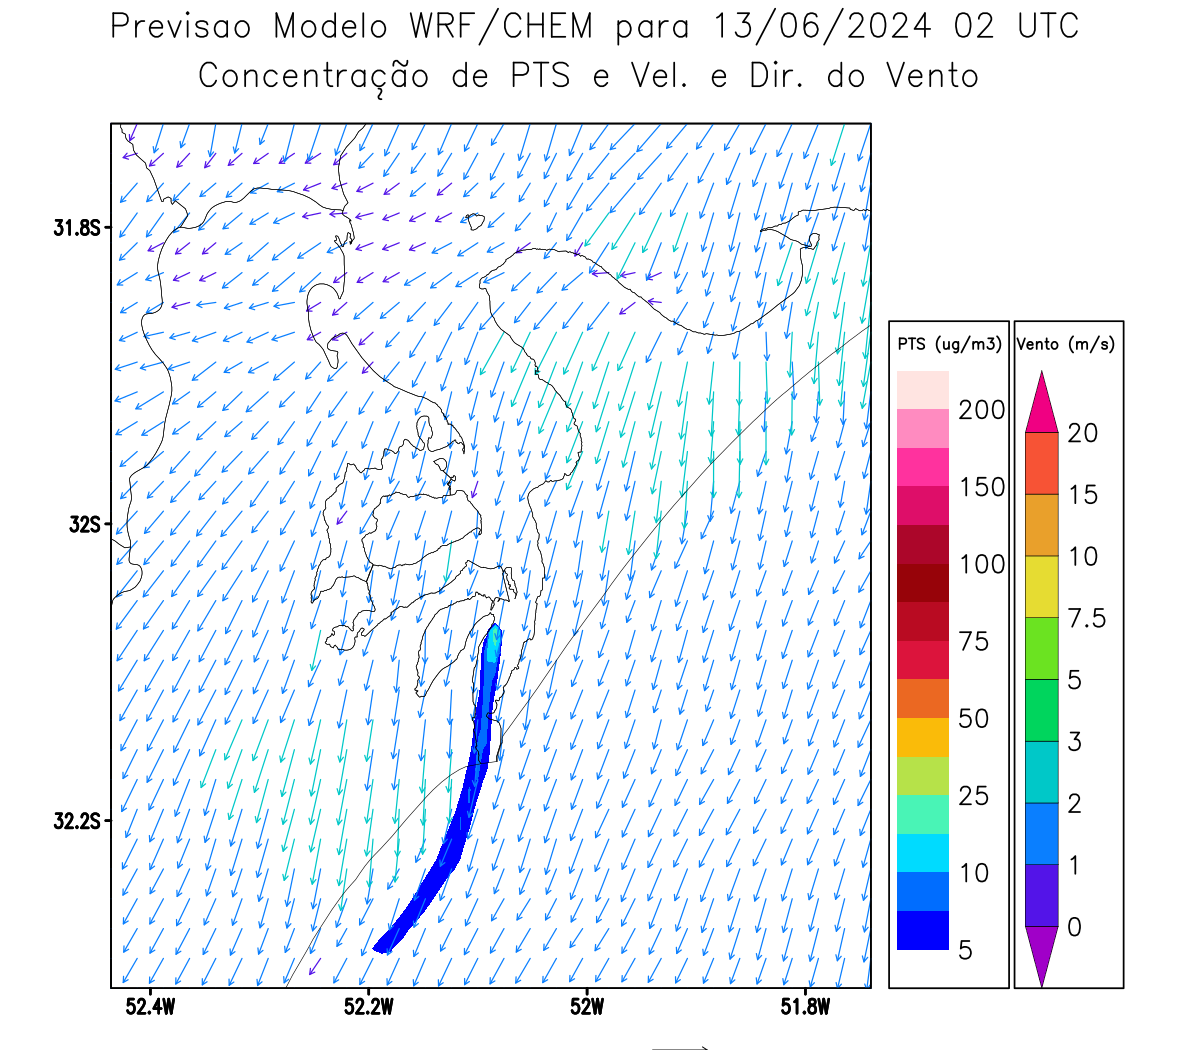 Previsao Modelo WRF/CHEM para 13/06/2024 02 UTC
Concentração de PTS e Vel. e Dir. do Vento
31.8S
32S
32.2S
52.4W
52.2W
52W
51.8W
PTS (ug/m3)
200
150
100
75
50
25
10
5
Vento (m/s)
20
15
10
7.5
5
3
2
1
0